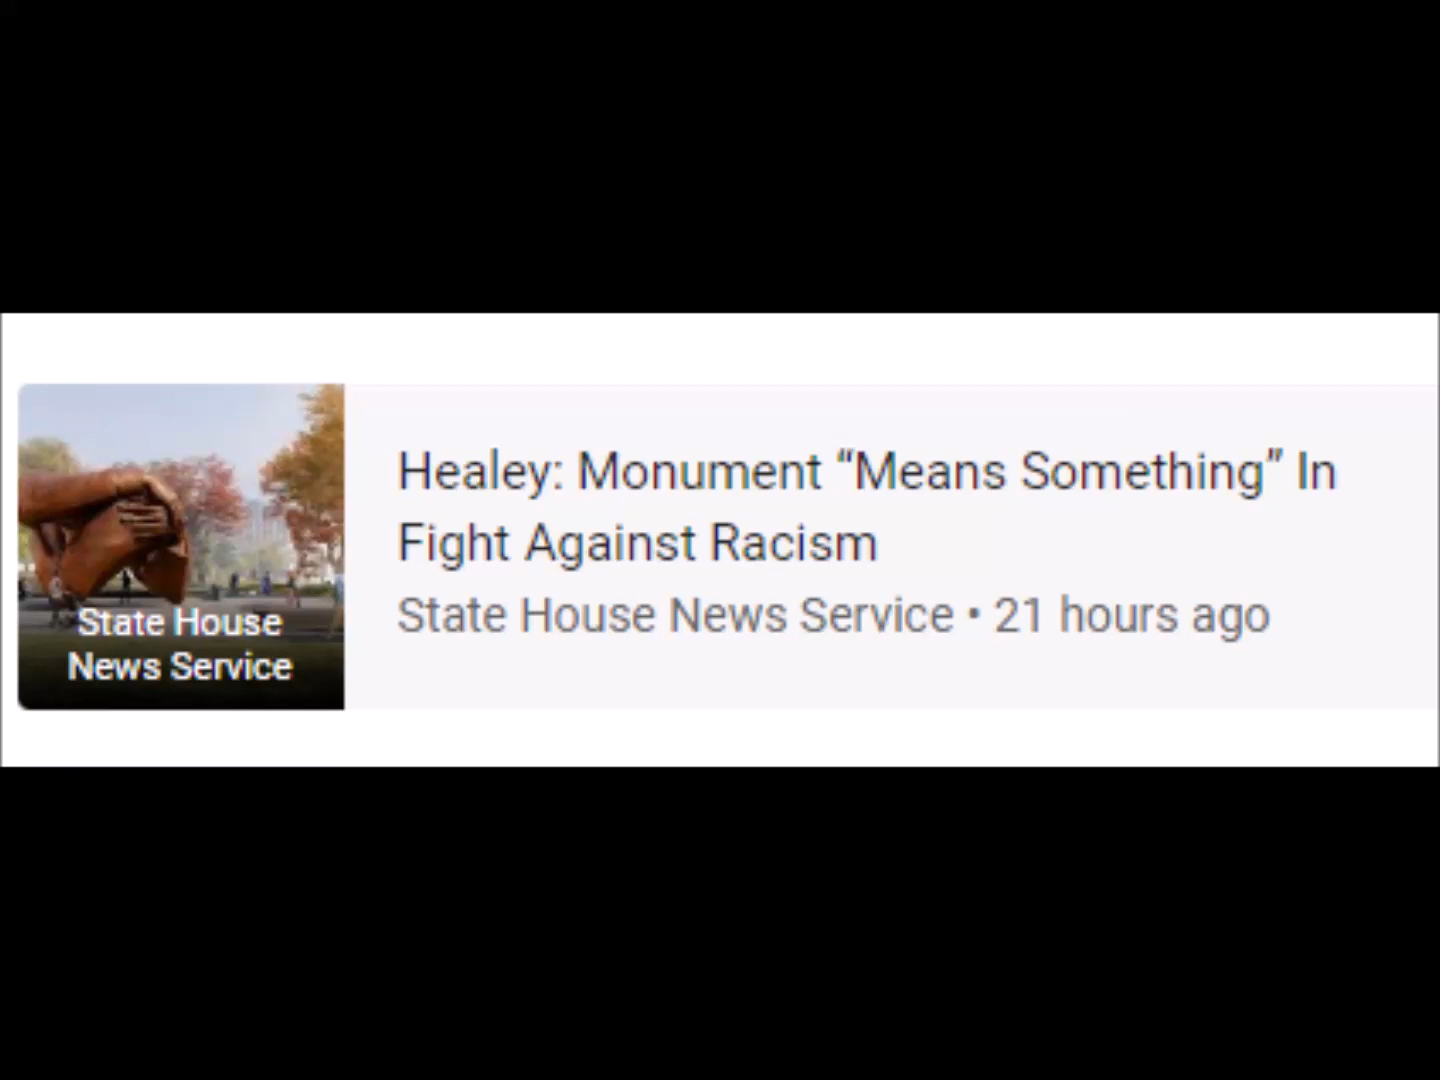 State House
News Service
Healey: Monument “Means Something” In
Fight Against Racism
State House News Service • 21 hours ago